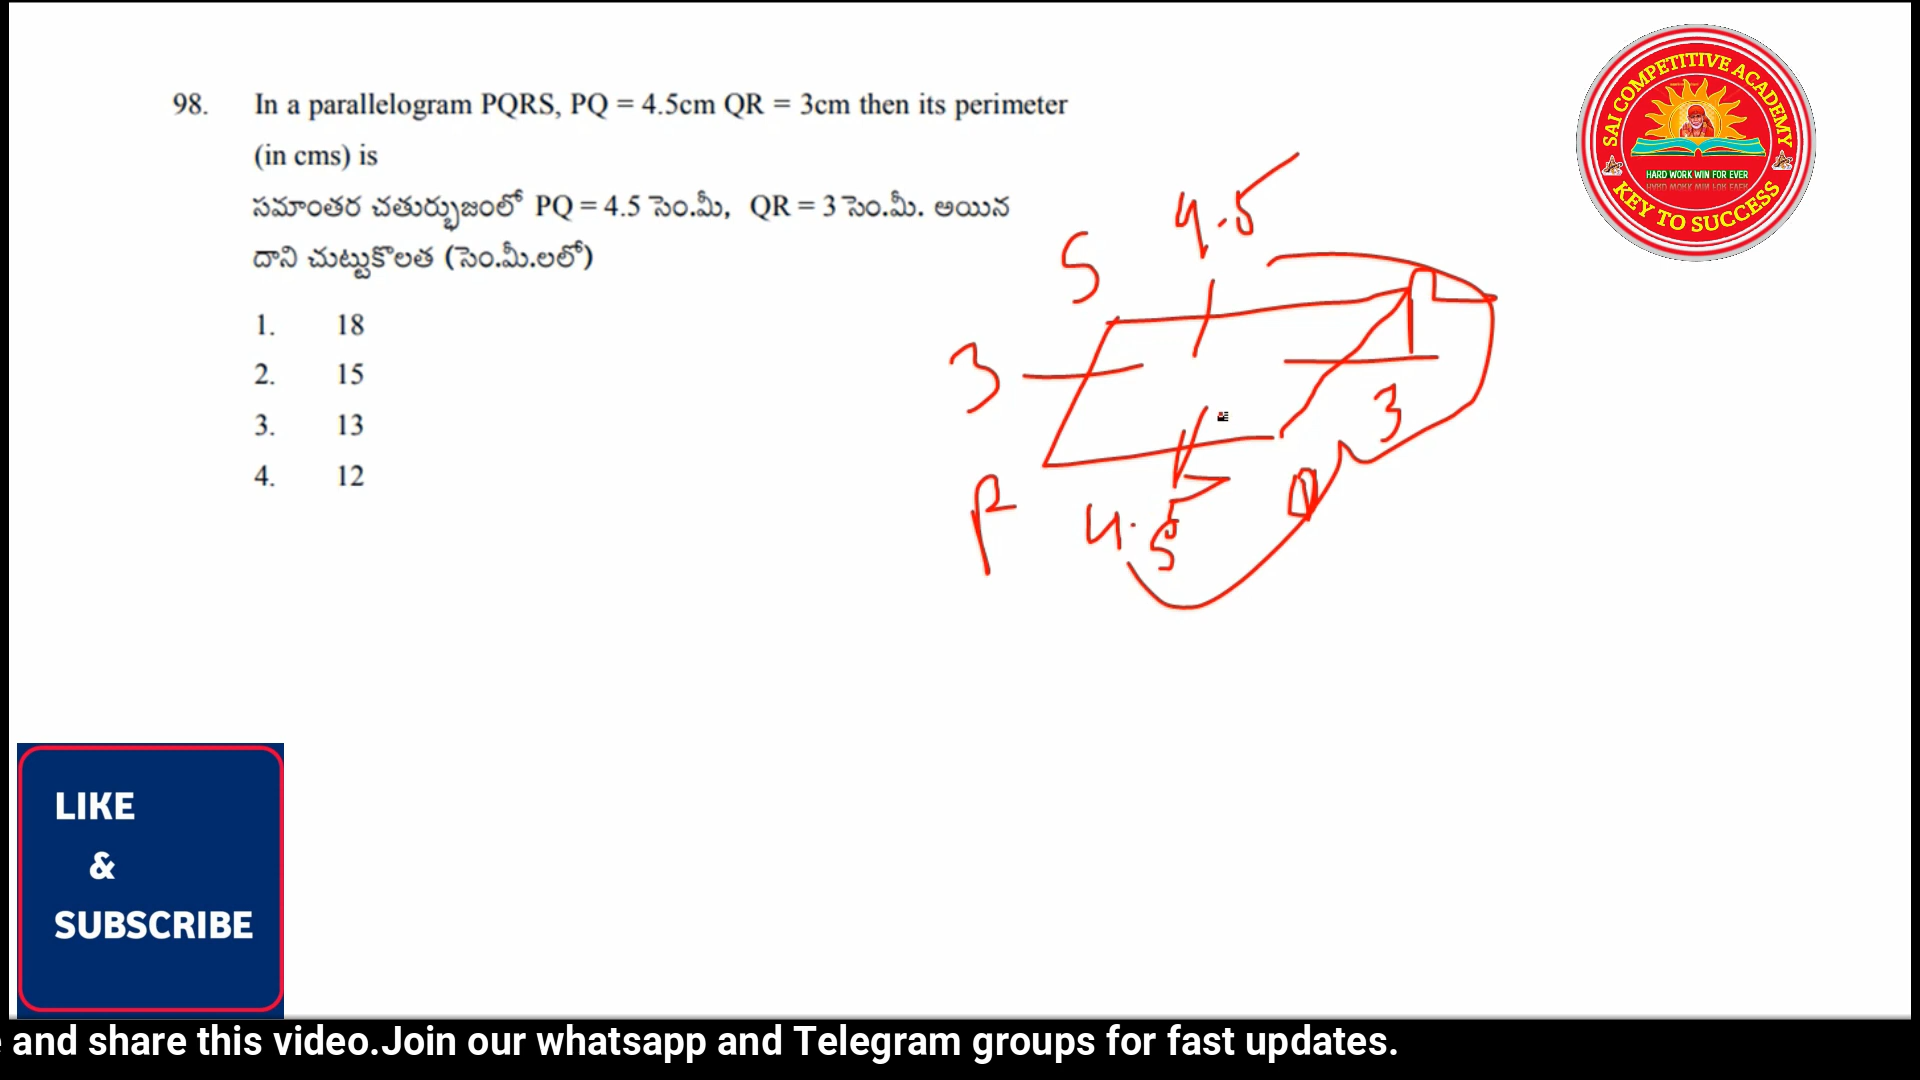 98. In a parallelogram PQRS, PQ = 4.5cm QR = 3cm then its perimeter
(in cms) is
సమాంతర చతుర్భుజంలో PQ = 4.5 సెం.మీ, QR = 3 సెం.మీ. అయిన
దాని చుట్టుకొలత (సెం.మీ.లలో)
1. 18
2. 15
3. 13
4. 12
S
4.5
3
3
P
4.5
Q
SAI COMPETITIVE ACADEMY
HARD WORK WIN FOR EVER
KEY TO SUCCESS
LIKE
&
SUBSCRIBE
and share this video.Join our whatsapp and Telegram groups for fast updates.